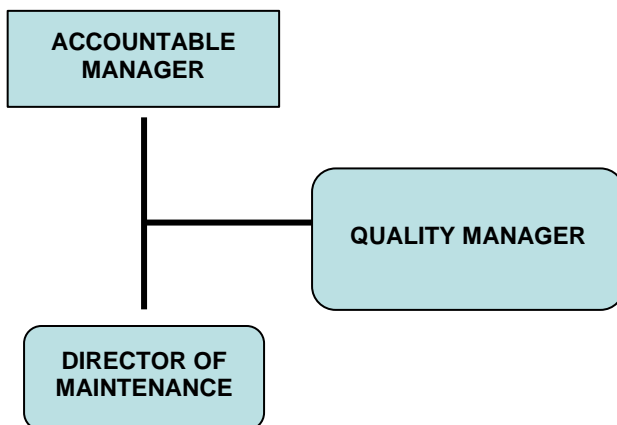 ACCOUNTABLE
MANAGER
QUALITY MANAGER
DIRECTOR OF
MAINTENANCE